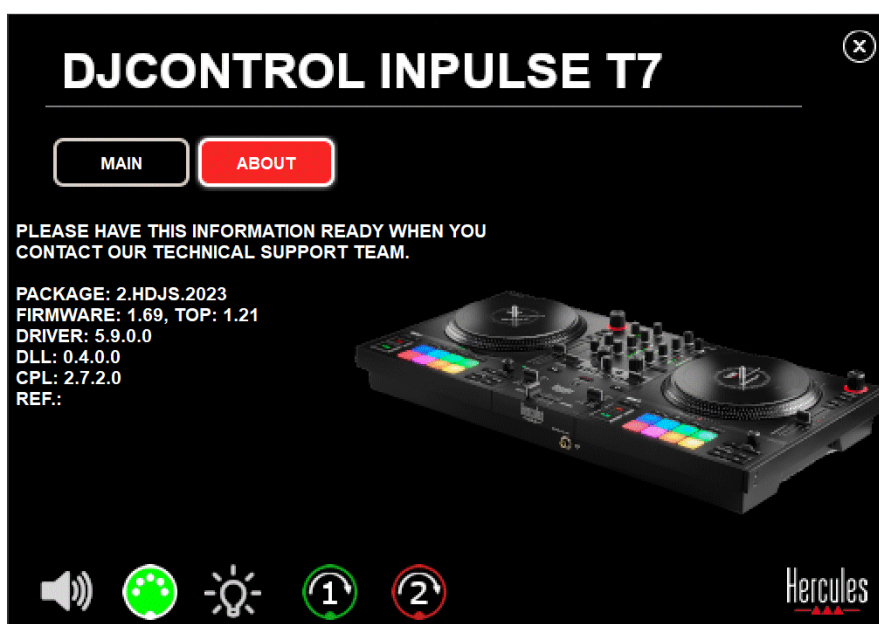 DJCONTROL INPULSE T7
MAIN
ABOUT
PLEASE HAVE THIS INFORMATION READY WHEN YOU
CONTACT OUR TECHNICAL SUPPORT TEAM.
PACKAGE: 2.HDJS.2023
FIRMWARE: 1.69, TOP: 1.21
DRIVER: 5.9.0.0
DLL: 0.4.0.0
CPL: 2.7.2.0
REF.:
1
2
Hercules